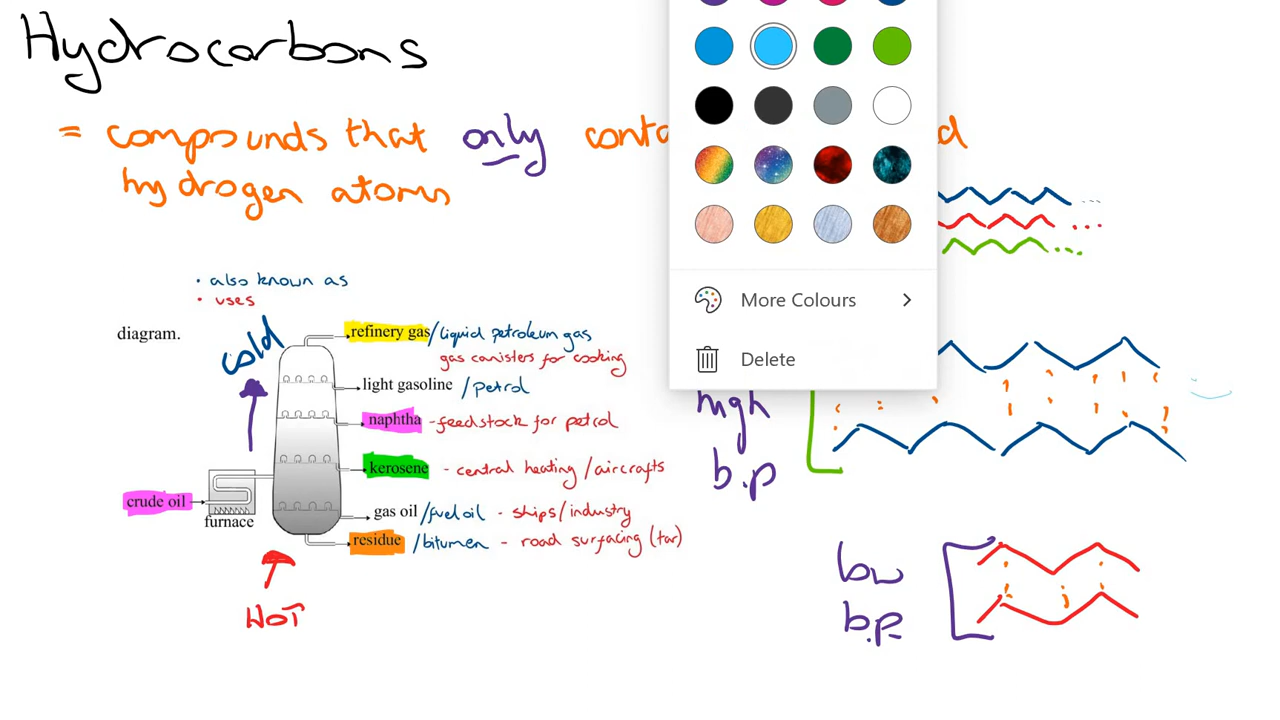 Hydrocarbons
= compounds that only conta d
hydrogen atoms
• also known as
• uses
diagram.
cold
refinery gas/liquid petroleum gas
gas canisters for cooking
light gasoline /petrol
naphtha - feedstock for petrol
kerosene - central heating /aircrafts
crude oil
furnace
gas oil /fuel oil - ships/industry
residue /bitumen - road surfacing (tar)
HOT
More Colours
Delete
high
b.p
low
b.p.